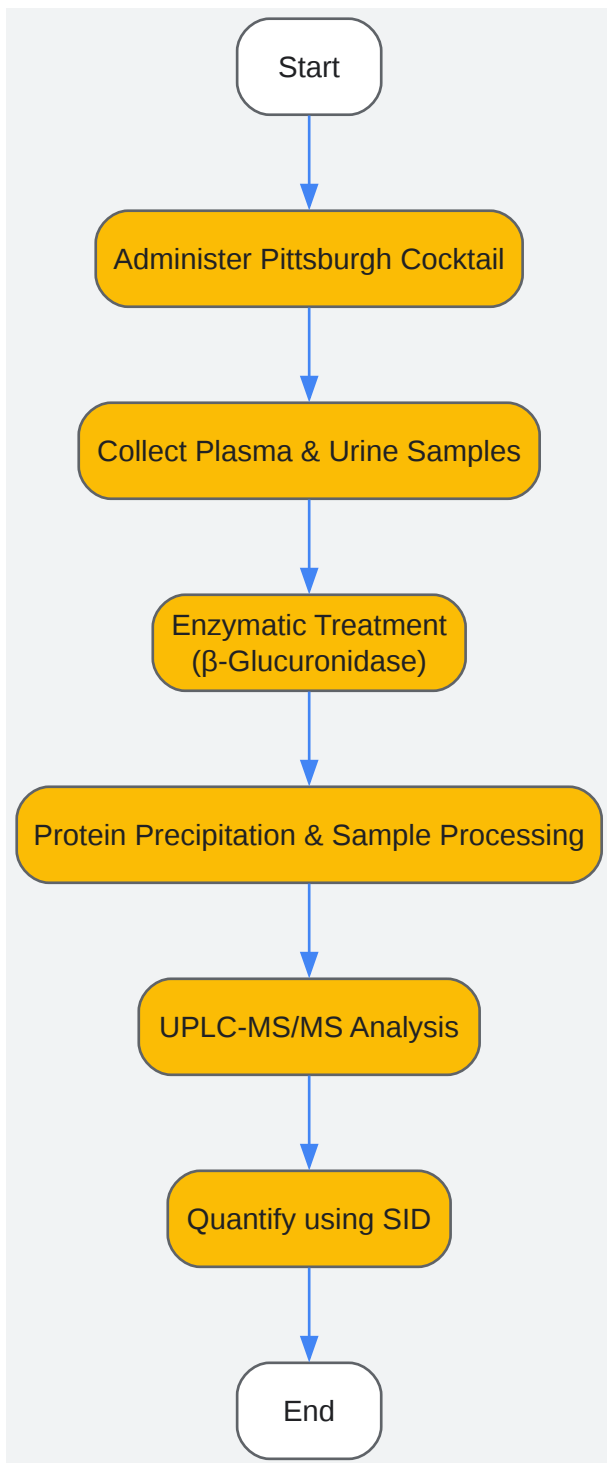 Start
Administer Pittsburgh Cocktail
Collect Plasma & Urine Samples
Enzymatic Treatment
(β-Glucuronidase)
Protein Precipitation & Sample Processing
UPLC-MS/MS Analysis
Quantify using SID
End